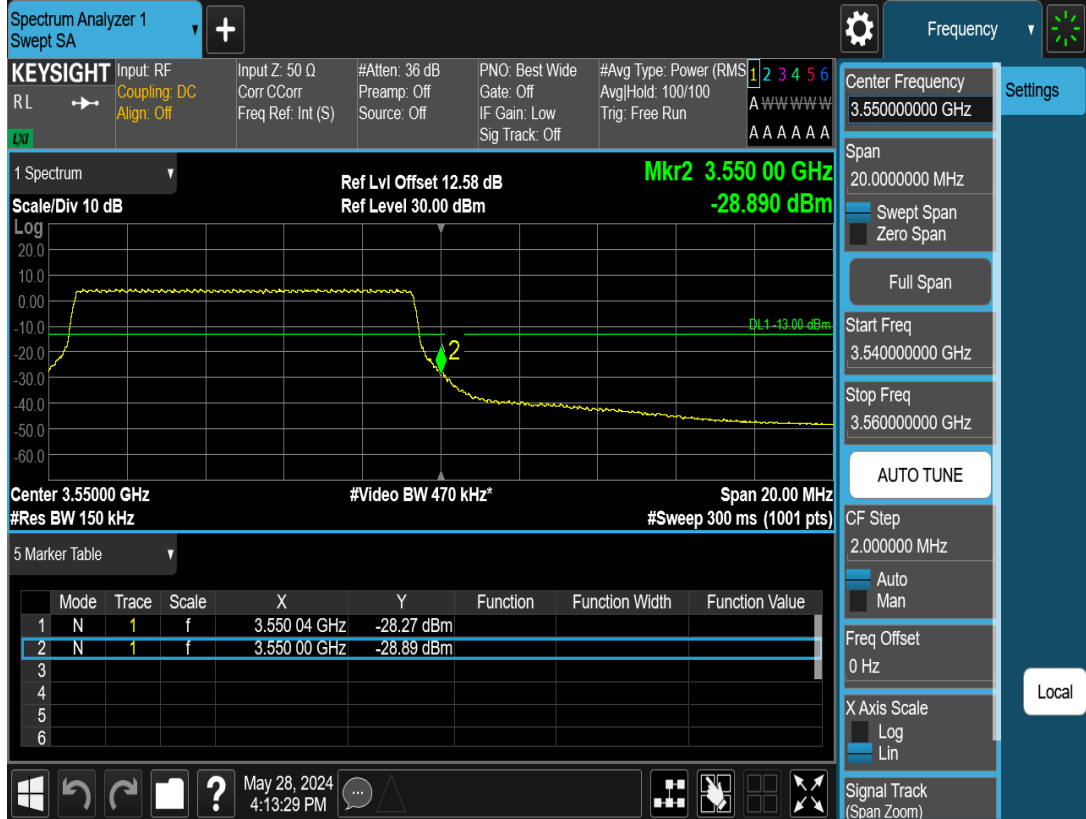 Spectrum Analyzer 1
Swept SA
+
Frequency
KEYSIGHT
RL
LXI
Input: RF
Coupling: DC
Align: Off
Input Z: 50 Ω
Corr CCorr
Freq Ref: Int (S)
#Atten: 36 dB
Preamp: Off
Source: Off
PNO: Best Wide
Gate: Off
IF Gain: Low
Sig Track: Off
#Avg Type: Power (RMS
Avg|Hold: 100/100
Trig: Free Run
1 2 3 4 5 6
A W W W W W
A A A A A A
1 Spectrum
Scale/Div 10 dB
Ref Lvl Offset 12.58 dB
Ref Level 30.00 dBm
Mkr2 3.550 00 GHz
-28.890 dBm
Log
20.0
10.0
0.00
-10.0
-20.0
-30.0
-40.0
-50.0
-60.0
DL1 -13.00 dBm
2
Center 3.55000 GHz
#Video BW 470 kHz*
Span 20.00 MHz
#Res BW 150 kHz
#Sweep 300 ms (1001 pts)
5 Marker Table
Mode Trace Scale X Y Function Function Width Function Value
1 N 1 f 3.550 04 GHz -28.27 dBm
2 N 1 f 3.550 00 GHz -28.89 dBm
3
4
5
6
?
May 28, 2024
4:13:29 PM
Center Frequency
3.550000000 GHz
Settings
Span
20.0000000 MHz
Swept Span
Zero Span
Full Span
Start Freq
3.540000000 GHz
Stop Freq
3.560000000 GHz
AUTO TUNE
CF Step
2.000000 MHz
Auto
Man
Freq Offset
0 Hz
X Axis Scale
Log
Lin
Local
Signal Track
(Span Zoom)